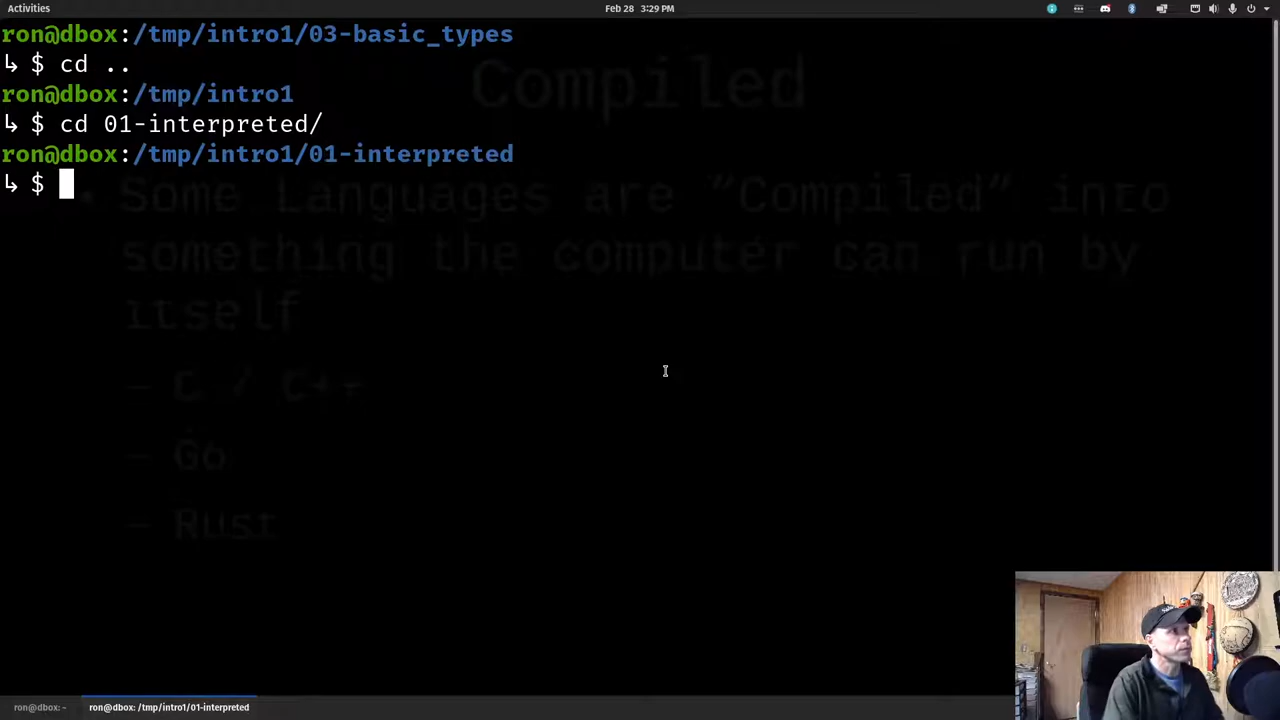 Activities
Feb 28 3:29 PM
ron@dbox:/tmp/intro1/03-basic_types
↳ $ cd ..
ron@dbox:/tmp/intro1
↳ $ cd 01-interpreted/
ron@dbox:/tmp/intro1/01-interpreted
↳ $
Compiled
• Some Languages are “Compiled” into
something the computer can run by
itself
– C / C++
– Go
– Rust
ron@dbox: ~
ron@dbox: /tmp/intro1/01-interpreted